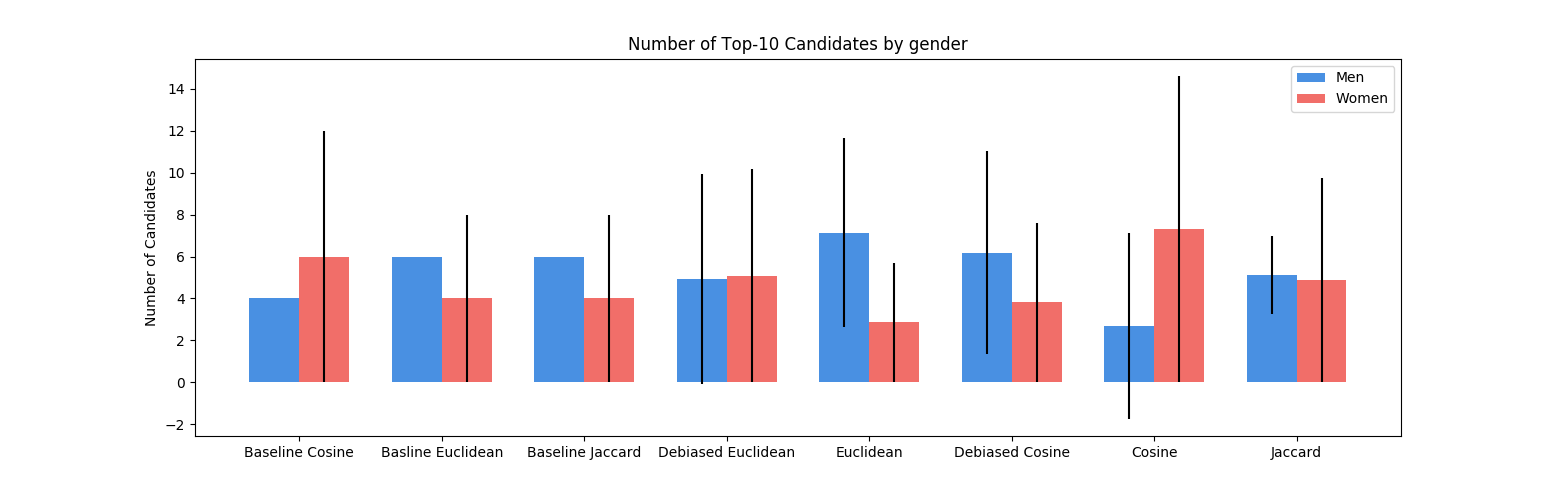 Number of Top-10 Candidates by gender
Men
Women
Number of Candidates
14
12
10
8
6
4
2
0
−2
Baseline Cosine
Basline Euclidean
Baseline Jaccard
Debiased Euclidean
Euclidean
Debiased Cosine
Cosine
Jaccard